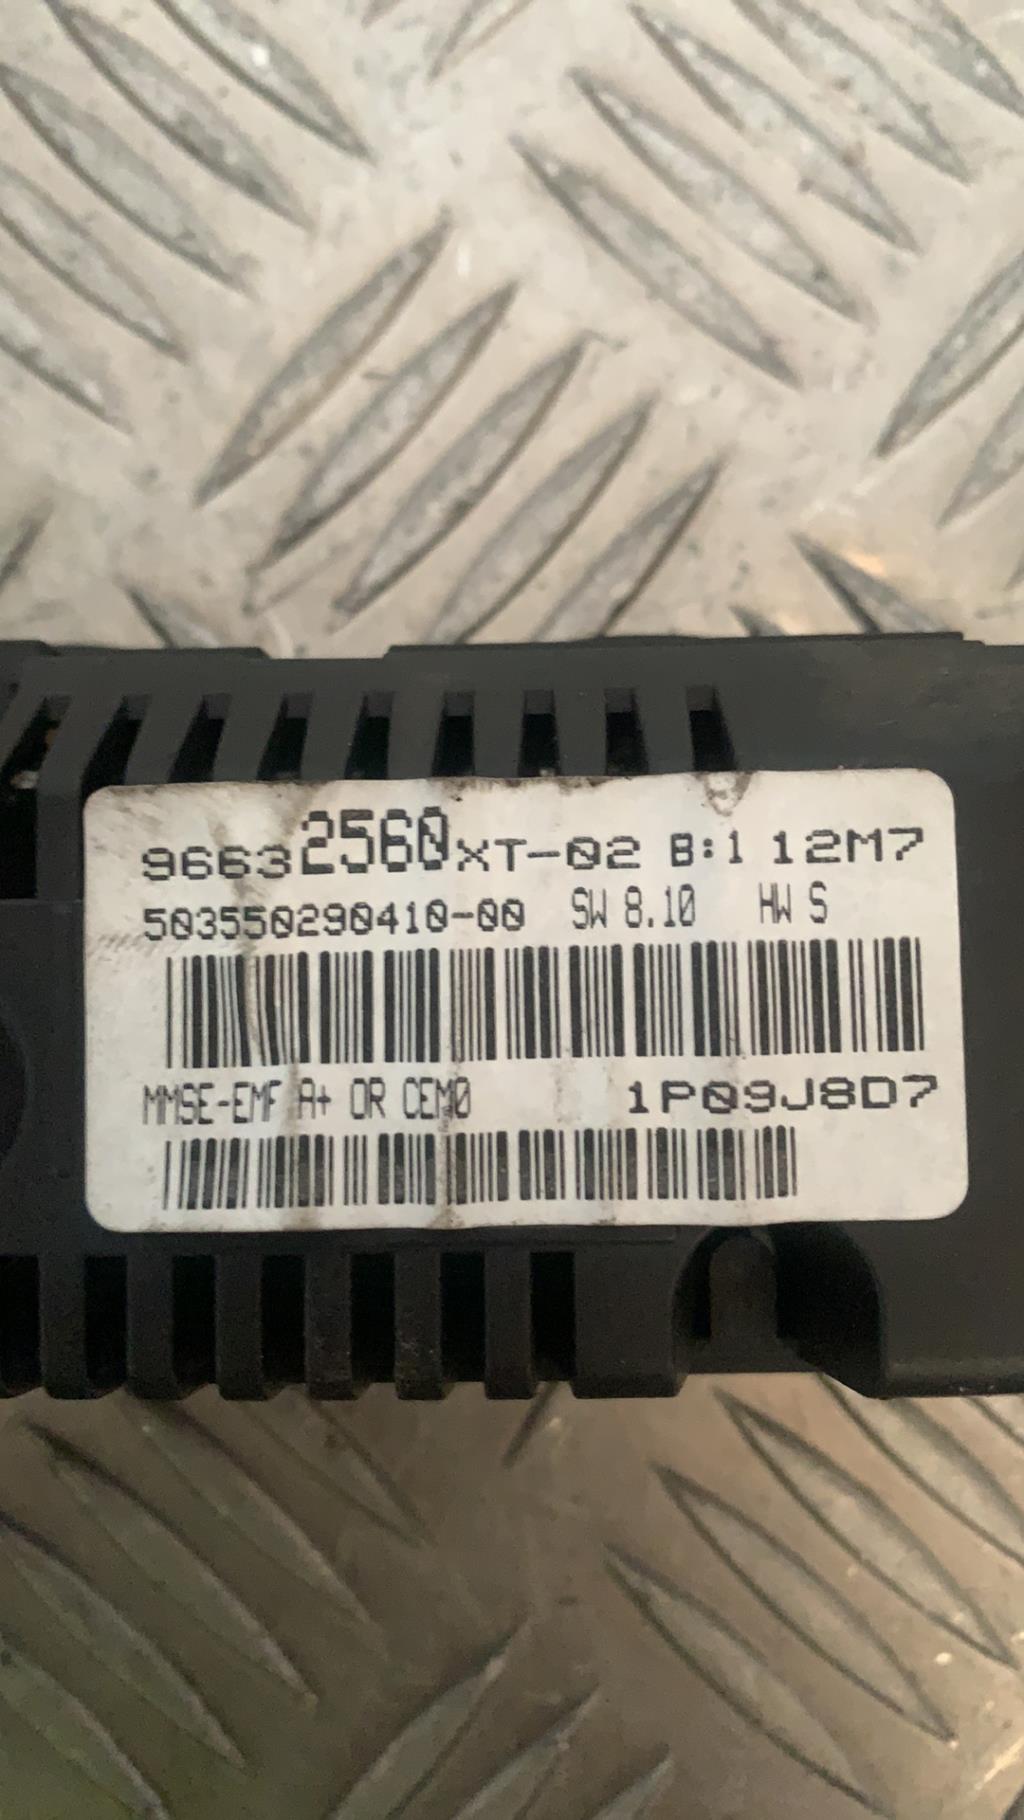 96632560XT-02 B:1 12M7
503550290410-00 SW 8.10 HW S
MMSE-EMF A+ OR CEM0 1P09J8D7